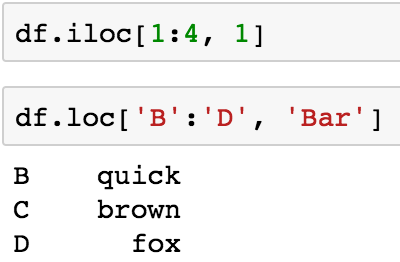 df.iloc[1:4, 1]
df.loc['B':'D', 'Bar']
B    quick
C    brown
D      fox